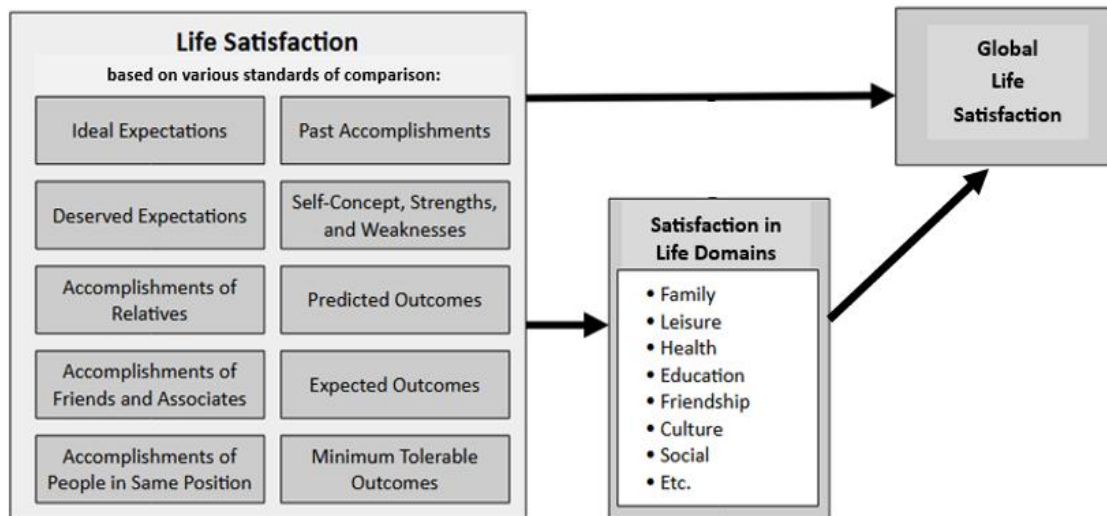 Life Satisfaction
based on various standards of comparison:
Ideal Expectations
Past Accomplishments
Deserved Expectations
Self-Concept, Strengths,
and Weaknesses
Accomplishments of
Relatives
Predicted Outcomes
Accomplishments of
Friends and Associates
Expected Outcomes
Accomplishments of
People in Same Position
Minimum Tolerable
Outcomes
Satisfaction in
Life Domains
• Family
• Leisure
• Health
• Education
• Friendship
• Culture
• Social
• Etc.
Global
Life
Satisfaction